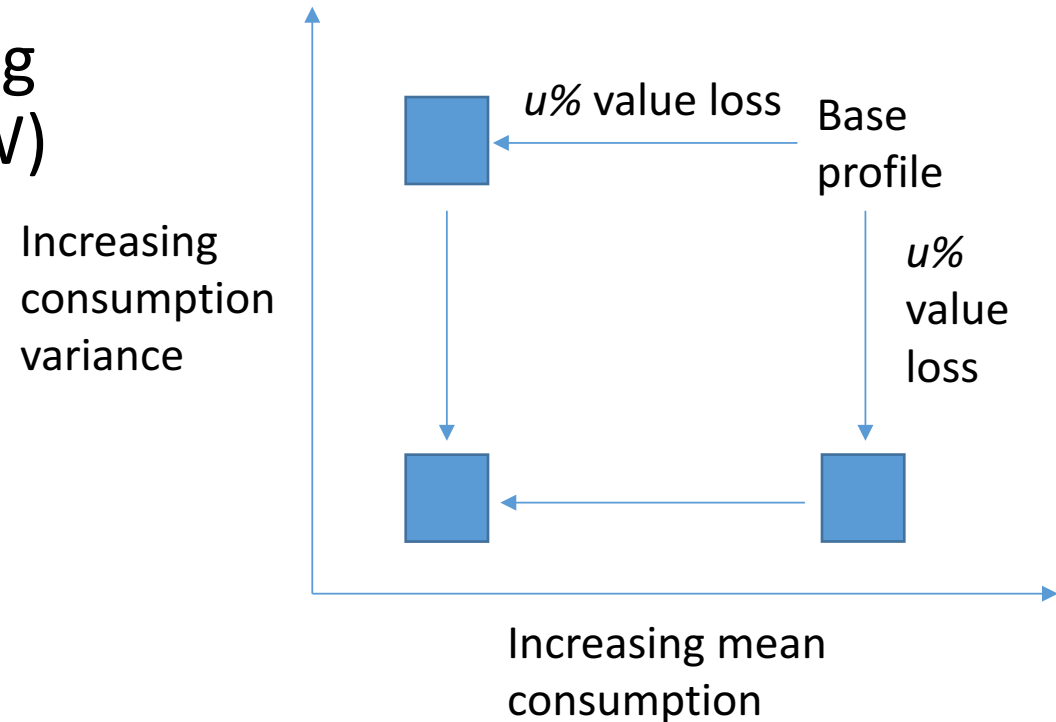 g
V)
u% value loss
Base
profile
Increasing
consumption
variance
u%
value
loss
Increasing mean
consumption